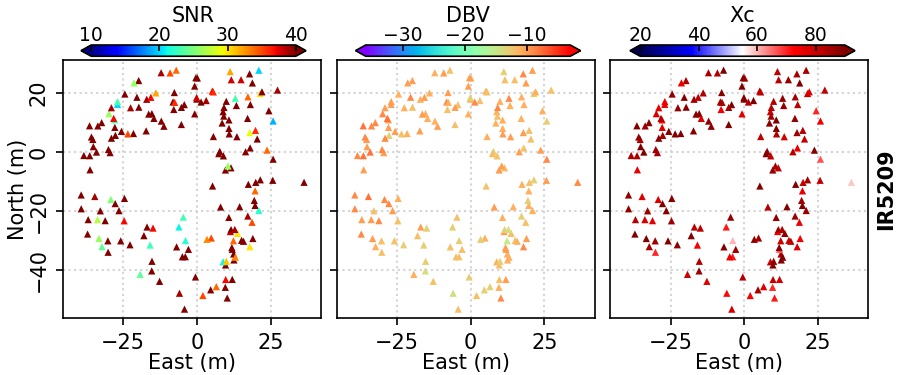 SNR DBV Xc
10 20 30 40 −30 −20 −10 20 40 60 80
20
0
−20
−40
North (m)
IR5209
−25 0 25 −25 0 25 −25 0 25
East (m) East (m) East (m)